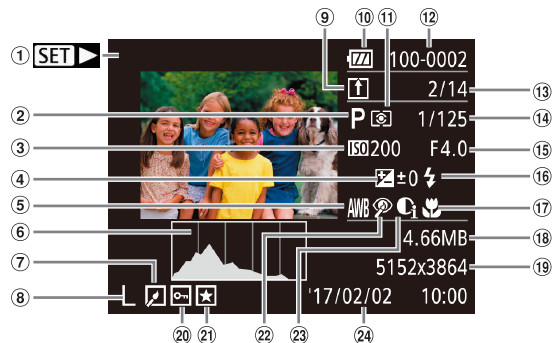 ⑨ ⑩ ⑪ ⑫
① SET 100-0002
2/14 ⑬
② P 1/125 ⑭
③ ISO 200 F4.0 ⑮
④ ±0 ⑯
⑤ AWB i ⑰
⑥ 4.66MB ⑱
⑦ 5152x3864 ⑲
⑧ L '17/02/02 10:00
⑳ ㉑ ㉒ ㉓ ㉔